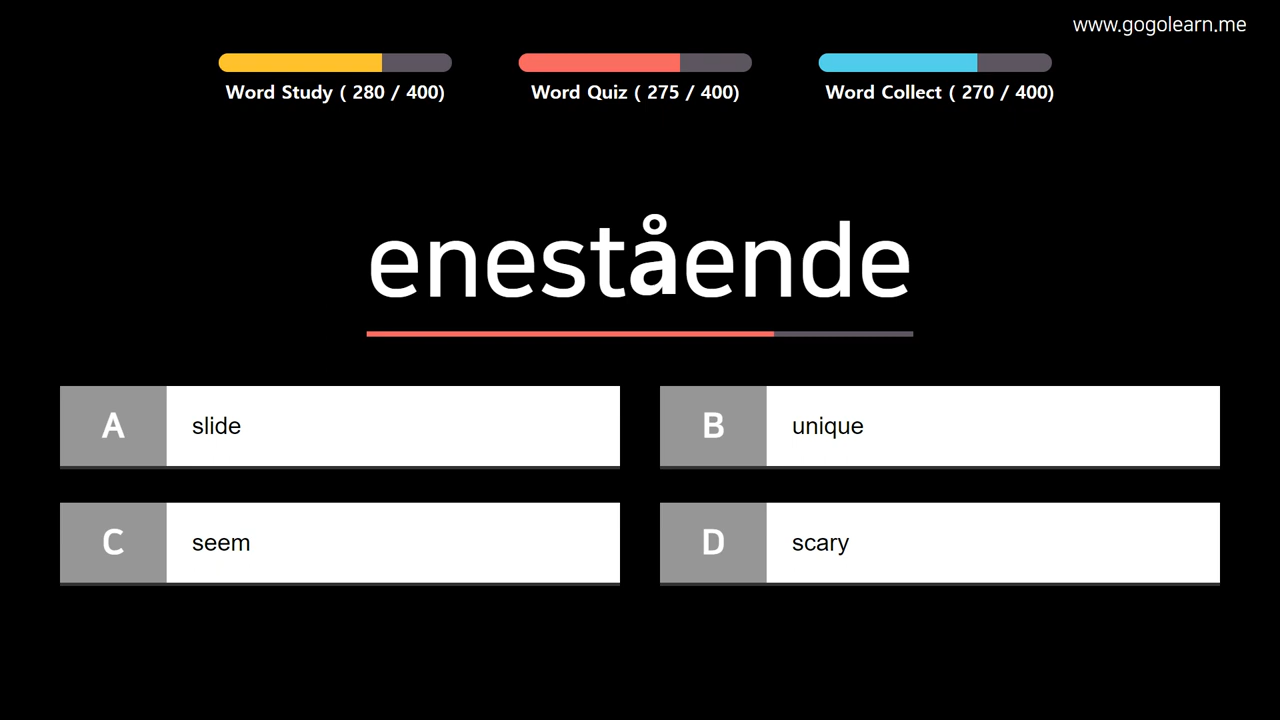 www.gogolearn.me
Word Study ( 280 / 400)
Word Quiz ( 275 / 400)
Word Collect ( 270 / 400)
enestående
A slide
B unique
C seem
D scary